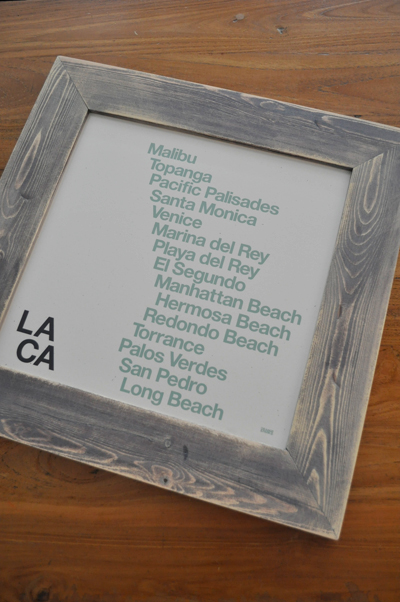 Malibu
Topanga
Pacific Palisades
Santa Monica
Venice
Marina del Rey
Playa del Rey
El Segundo
Manhattan Beach
Hermosa Beach
Redondo Beach
Torrance
Palos Verdes
San Pedro
Long Beach
LA
CA